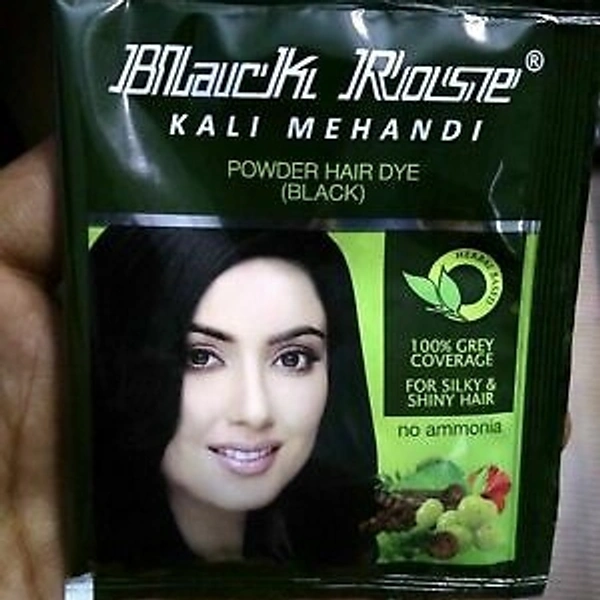 Black Rose®
KALI MEHANDI
POWDER HAIR DYE
(BLACK)
HERBAL BASED
100% GREY
COVERAGE
FOR SILKY &
SHINY HAIR
no ammonia